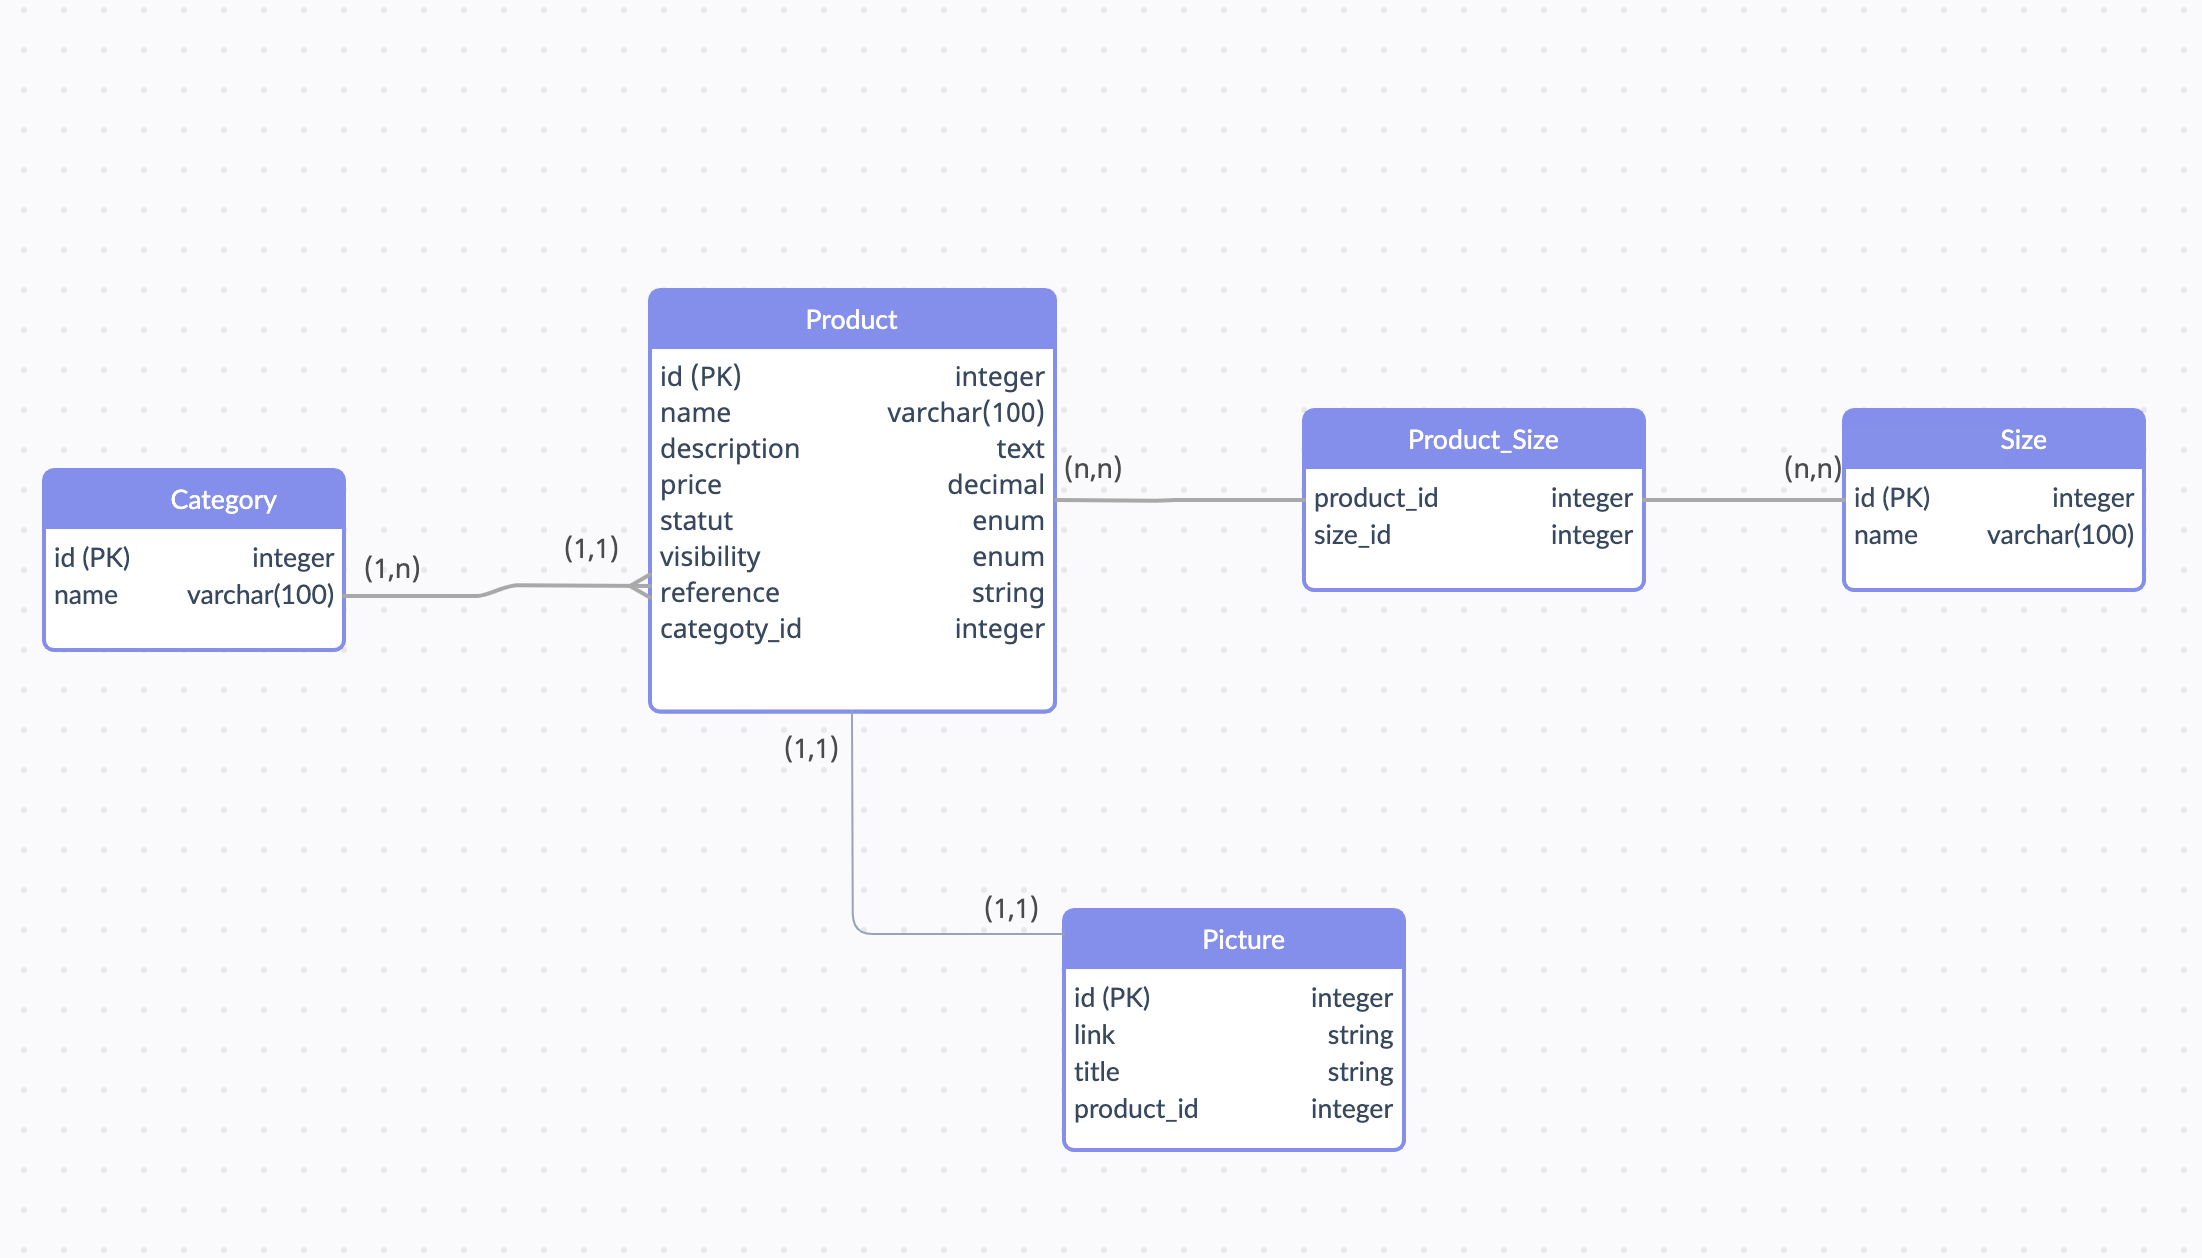 Category
id (PK) integer
name varchar(100)
(1,n)
(1,1)
Product
id (PK) integer
name varchar(100)
description text
price decimal
statut enum
visibility enum
reference string
categoty_id integer
(n,n)
Product_Size
product_id integer
size_id integer
(n,n)
Size
id (PK) integer
name varchar(100)
(1,1)
(1,1)
Picture
id (PK) integer
link string
title string
product_id integer